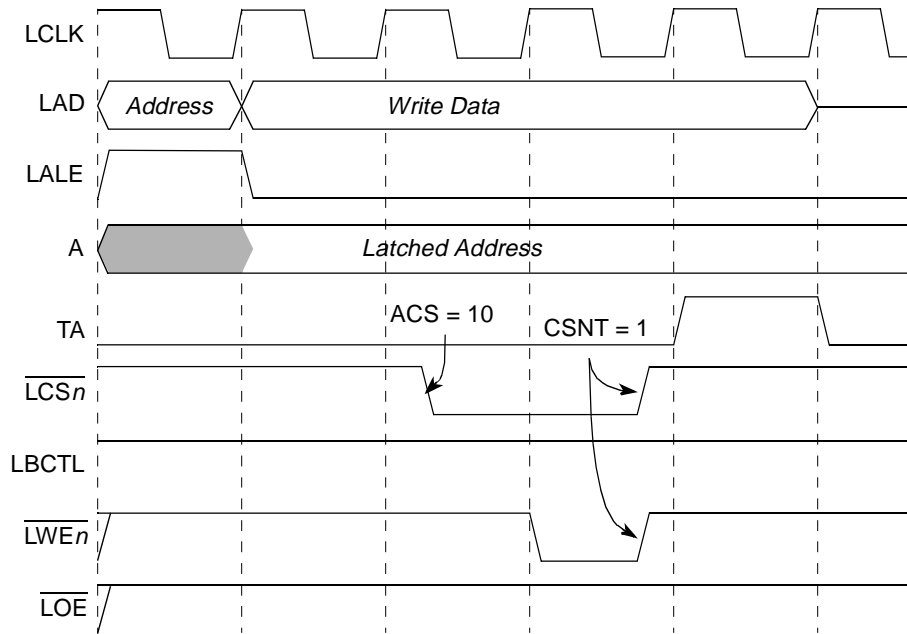 LCLK
LAD Address Write Data
LALE
A Latched Address
ACS = 10
CSNT = 1
TA
LCSn
LBCTL
LWEn
LOE